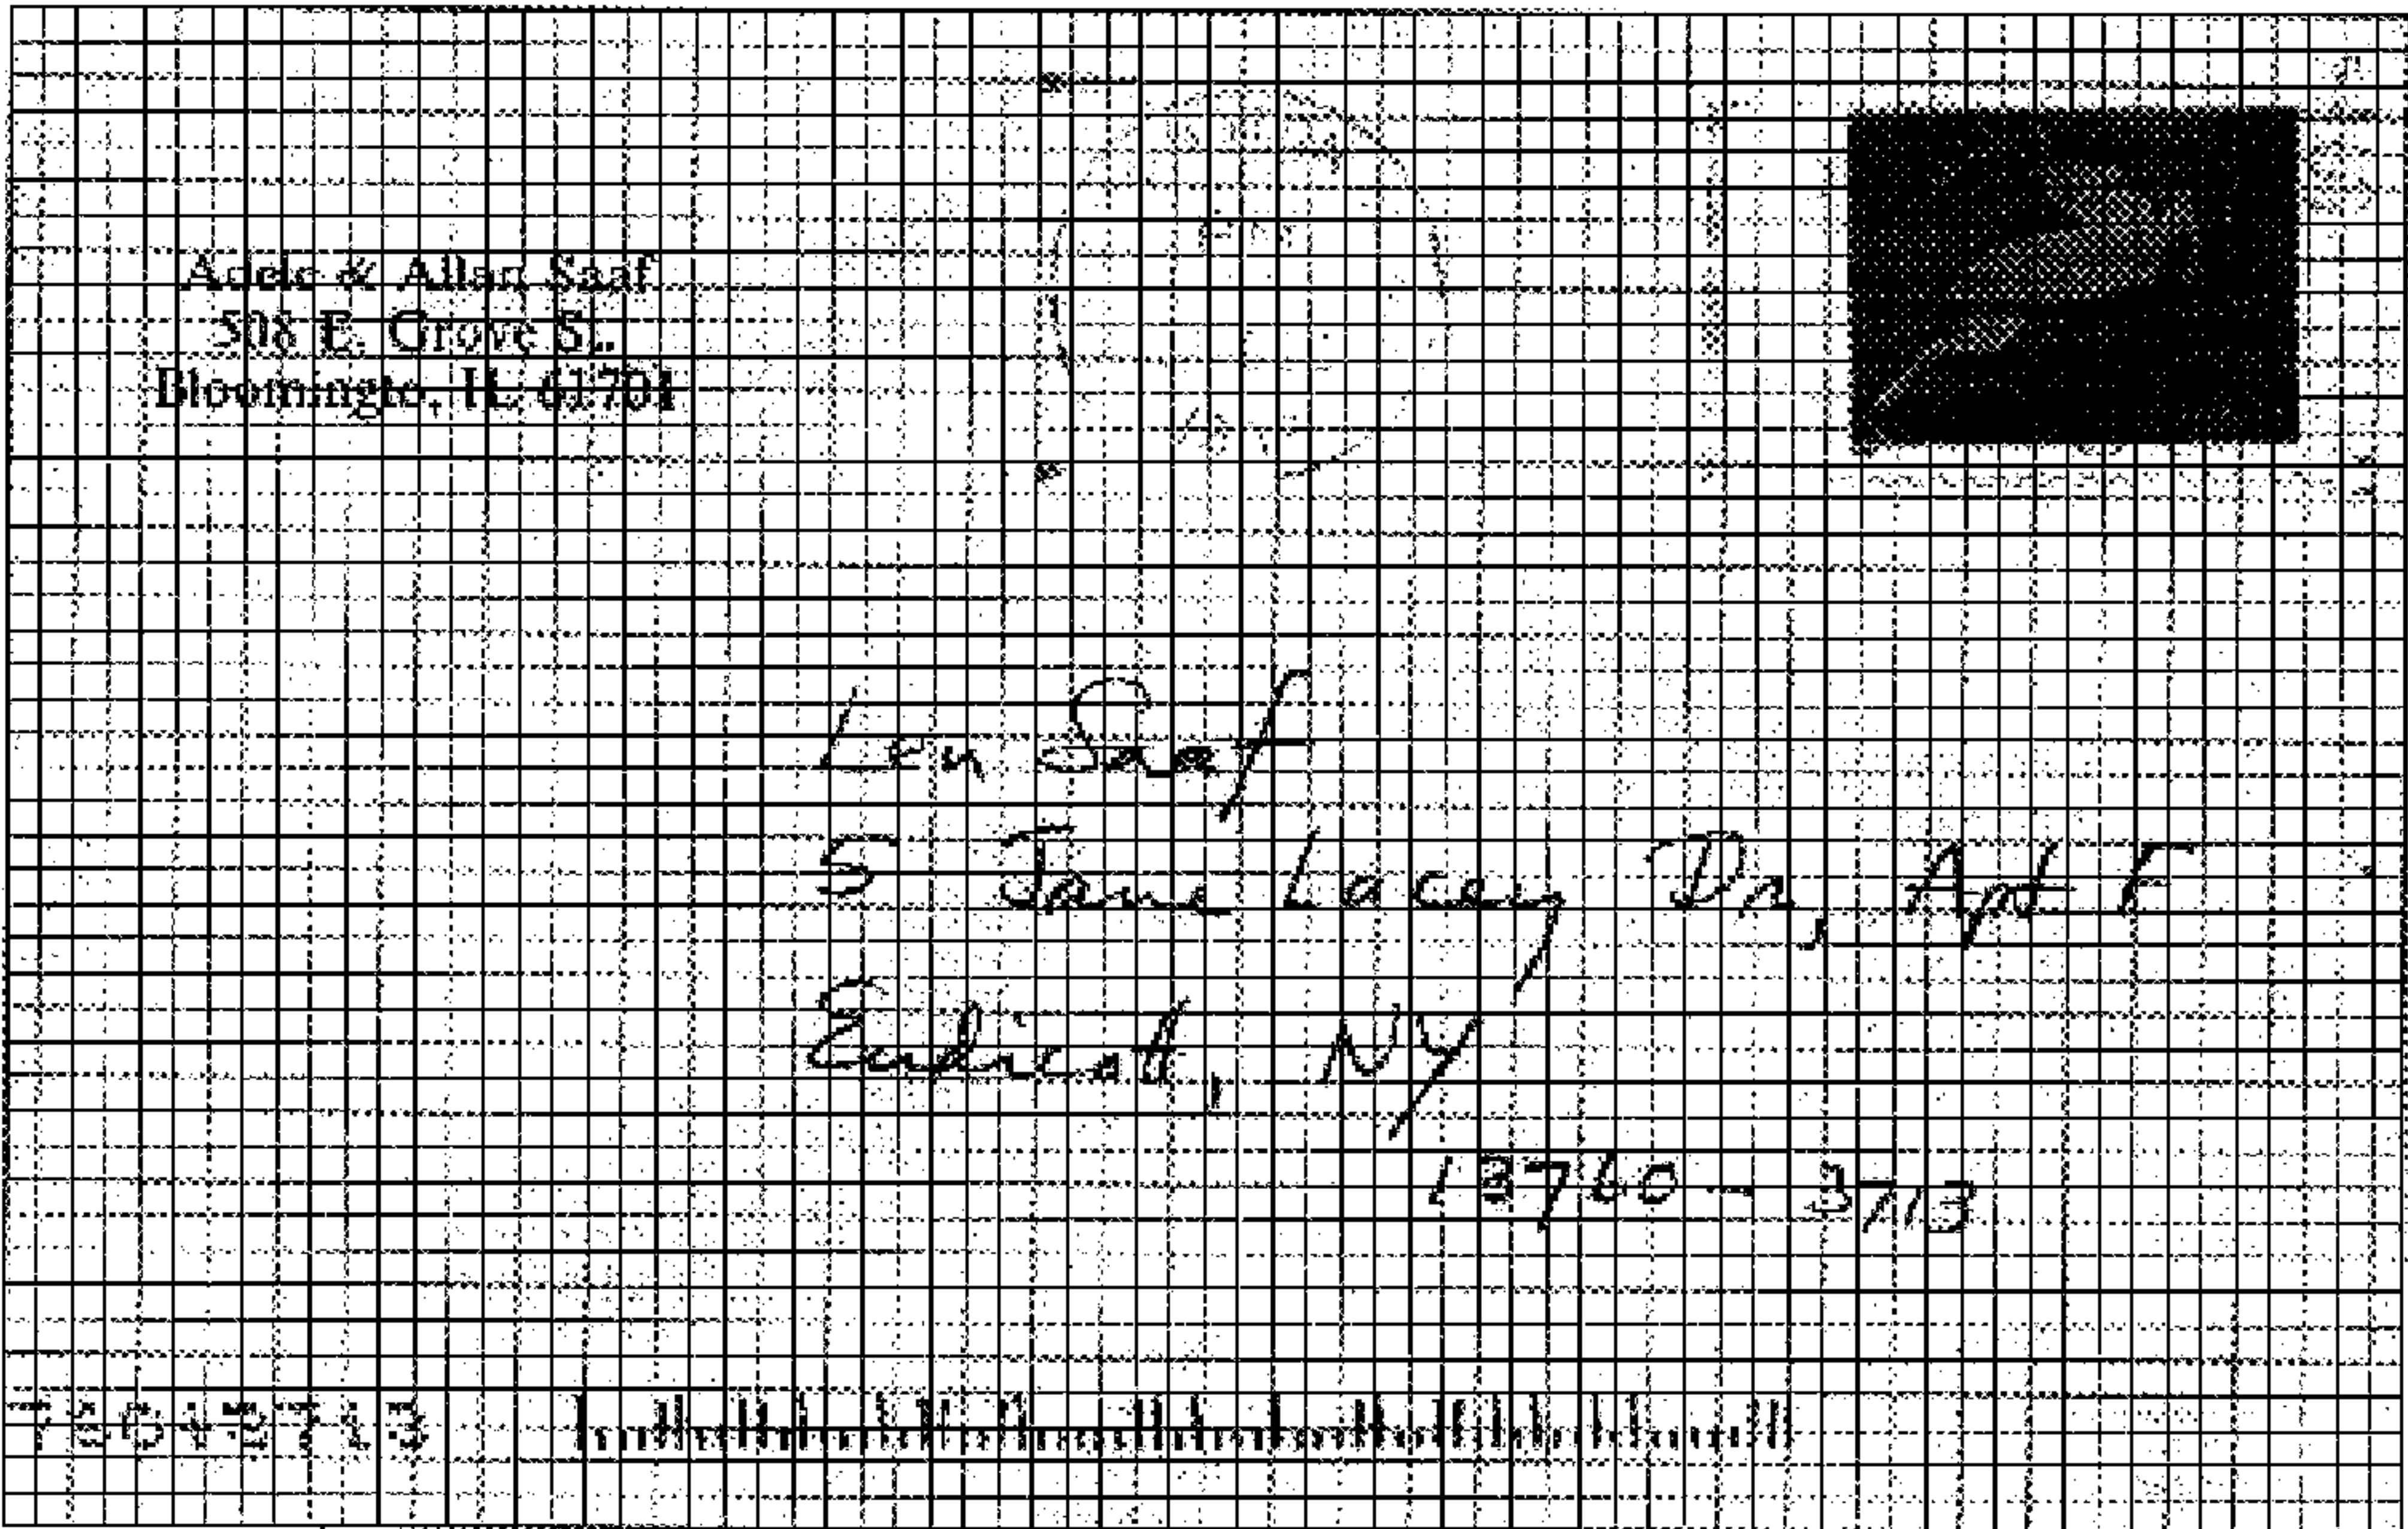 Adele & Allan Saaf
508 E. Grove St.
Bloomingto, IL 61701
Len Saaf
5 Jane Lacey Dr, Apt F
Endicott, NY
13760 - 3713